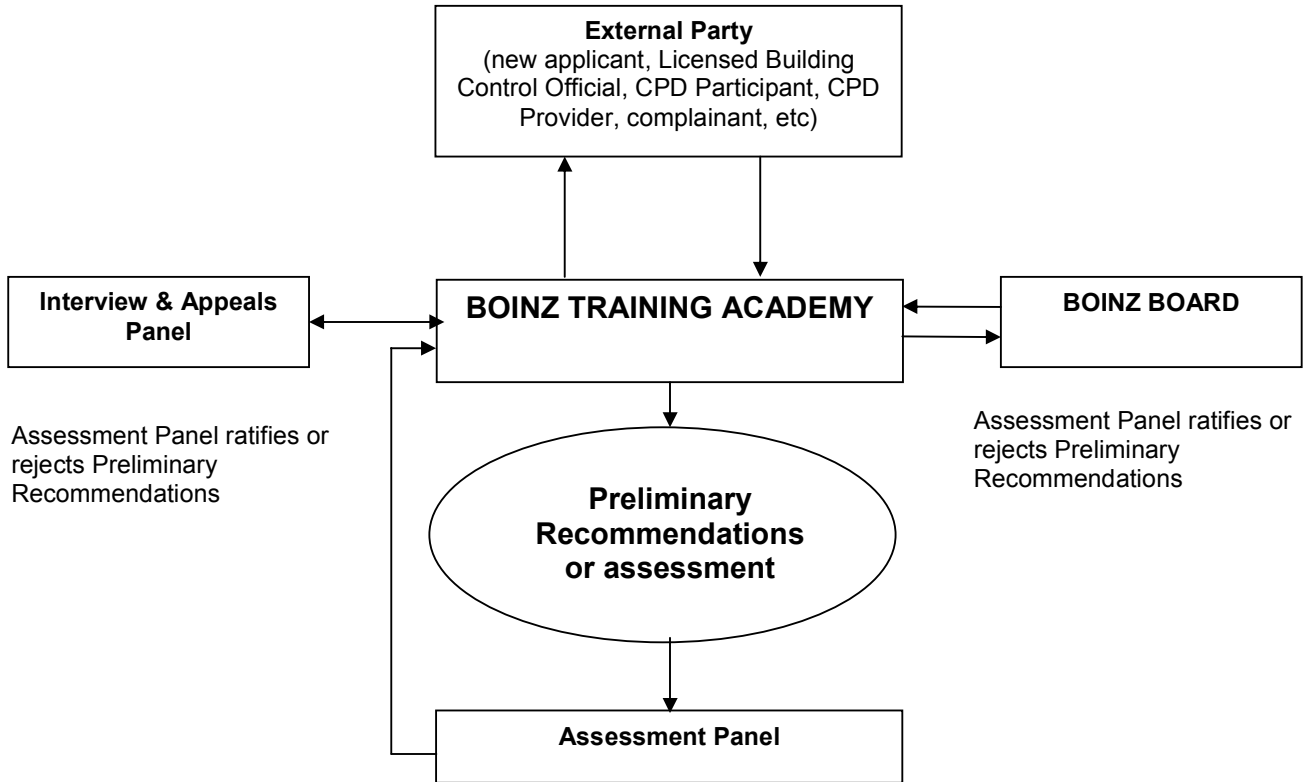 External Party
(new applicant, Licensed Building
Control Official, CPD Participant, CPD
Provider, complainant, etc)
Interview & Appeals
Panel
BOINZ TRAINING ACADEMY
BOINZ BOARD
Assessment Panel ratifies or
rejects Preliminary
Recommendations
Assessment Panel ratifies or
rejects Preliminary
Recommendations
Preliminary
Recommendations
or assessment
Assessment Panel